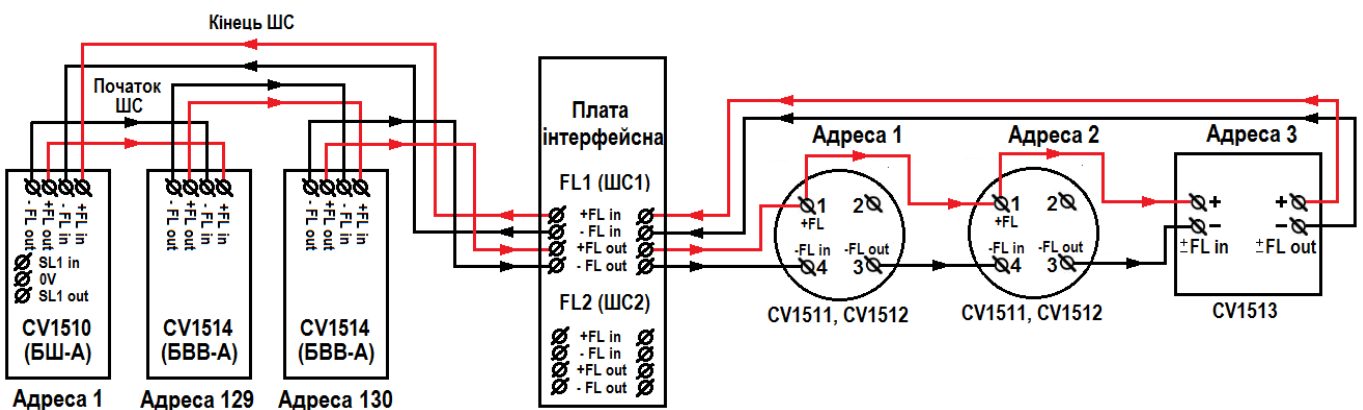 Кінець ШС
Початок
ШС
- FL out
+FL out
- FL in
+FL in
SL1 in
0V
SL1 out
CV1510
(БШ-А)
Адреса 1
- FL out
+FL out
- FL in
+FL in
CV1514
(БВВ-А)
Адреса 129
- FL out
+FL out
- FL in
+FL in
CV1514
(БВВ-А)
Адреса 130
Плата
інтерфейсна
FL1 (ШС1)
+FL in
- FL in
+FL out
- FL out
FL2 (ШС2)
+FL in
- FL in
+FL out
- FL out
Адреса 1
1 2
+FL
-FL in -FL out
4 3
CV1511, CV1512
Адреса 2
1 2
+FL
-FL in -FL out
4 3
CV1511, CV1512
Адреса 3
+ +
- -
±FL in ±FL out
CV1513